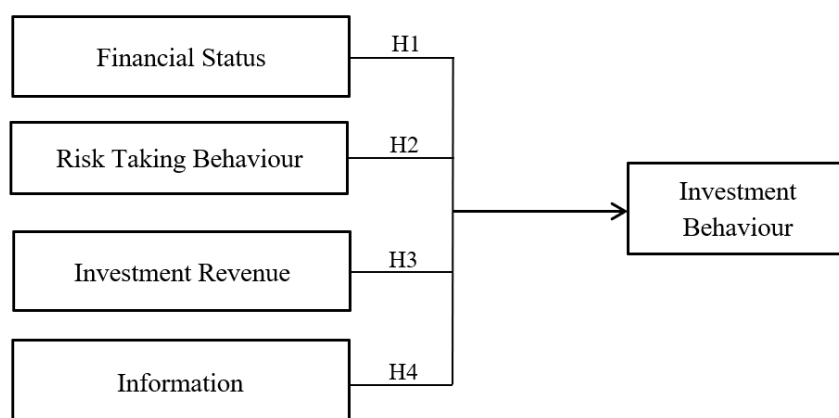 Financial Status
H1
Risk Taking Behaviour
H2
Investment Revenue
H3
Information
H4
Investment
Behaviour